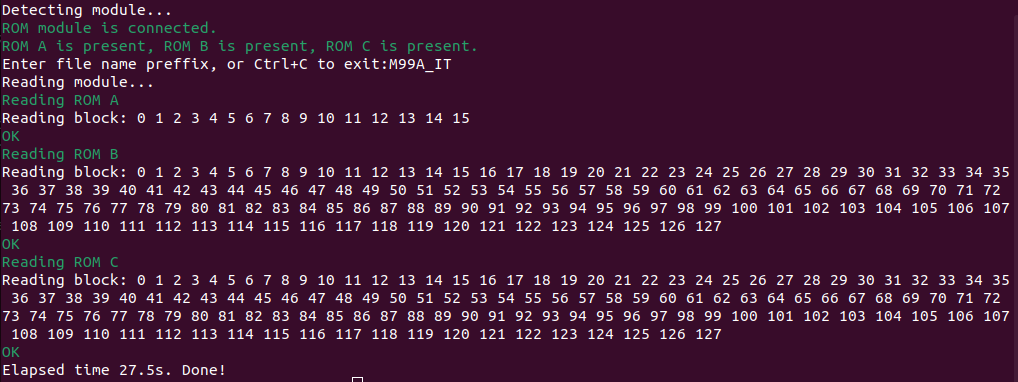 Detecting module...
ROM module is connected.
ROM A is present, ROM B is present, ROM C is present.
Enter file name preffix, or Ctrl+C to exit:M99A_IT
Reading module...
Reading ROM A
Reading block: 0 1 2 3 4 5 6 7 8 9 10 11 12 13 14 15
OK
Reading ROM B
Reading block: 0 1 2 3 4 5 6 7 8 9 10 11 12 13 14 15 16 17 18 19 20 21 22 23 24 25 26 27 28 29 30 31 32 33 34 35
36 37 38 39 40 41 42 43 44 45 46 47 48 49 50 51 52 53 54 55 56 57 58 59 60 61 62 63 64 65 66 67 68 69 70 71 72
73 74 75 76 77 78 79 80 81 82 83 84 85 86 87 88 89 90 91 92 93 94 95 96 97 98 99 100 101 102 103 104 105 106 107
108 109 110 111 112 113 114 115 116 117 118 119 120 121 122 123 124 125 126 127
OK
Reading ROM C
Reading block: 0 1 2 3 4 5 6 7 8 9 10 11 12 13 14 15 16 17 18 19 20 21 22 23 24 25 26 27 28 29 30 31 32 33 34 35
36 37 38 39 40 41 42 43 44 45 46 47 48 49 50 51 52 53 54 55 56 57 58 59 60 61 62 63 64 65 66 67 68 69 70 71 72
73 74 75 76 77 78 79 80 81 82 83 84 85 86 87 88 89 90 91 92 93 94 95 96 97 98 99 100 101 102 103 104 105 106 107
108 109 110 111 112 113 114 115 116 117 118 119 120 121 122 123 124 125 126 127
OK
Elapsed time 27.5s. Done!